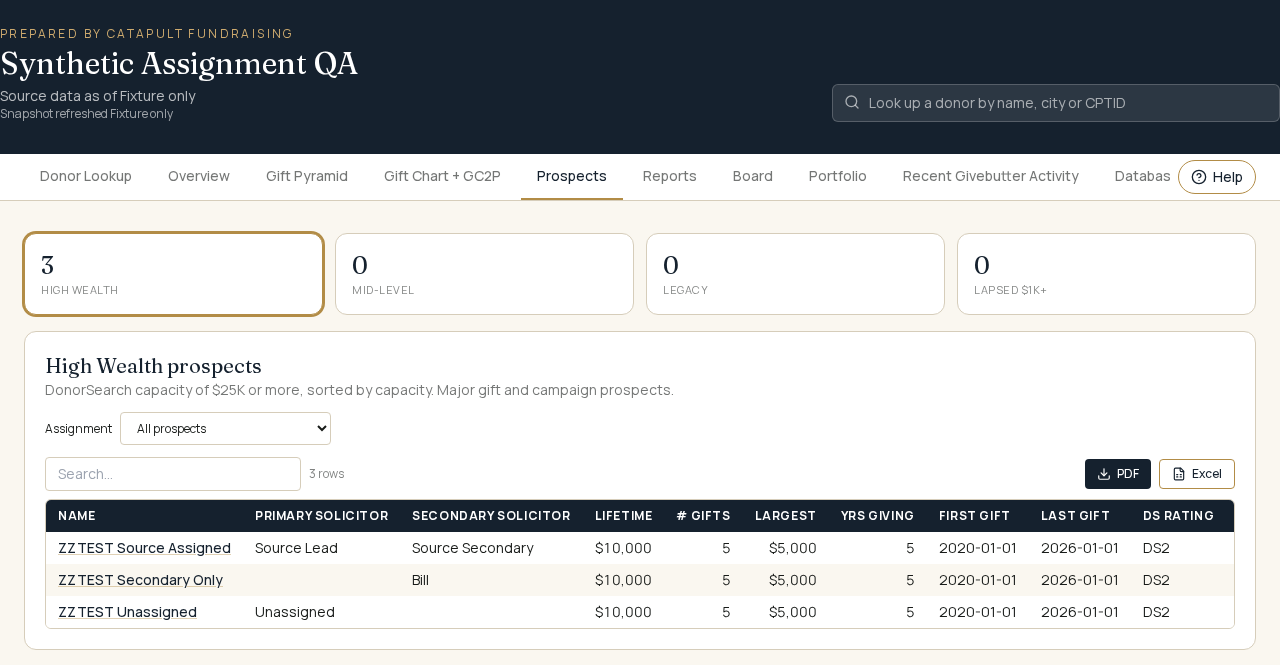 PREPARED BY CATAPULT FUNDRAISING
Synthetic Assignment QA
Source data as of Fixture only
Snapshot refreshed Fixture only
Look up a donor by name, city or CPTID
Donor Lookup Overview Gift Pyramid Gift Chart + GC2P Prospects Reports Board Portfolio Recent Givebutter Activity Databas Help
3 0 0 0
HIGH WEALTH MID-LEVEL LEGACY LAPSED $1K+
High Wealth prospects
DonorSearch capacity of $25K or more, sorted by capacity. Major gift and campaign prospects.
Assignment All prospects
Search... 3 rows PDF Excel
NAME PRIMARY SOLICITOR SECONDARY SOLICITOR LIFETIME # GIFTS LARGEST YRS GIVING FIRST GIFT LAST GIFT DS RATING
ZZTEST Source Assigned Source Lead Source Secondary $10,000 5 $5,000 5 2020-01-01 2026-01-01 DS2
ZZTEST Secondary Only Bill $10,000 5 $5,000 5 2020-01-01 2026-01-01 DS2
ZZTEST Unassigned Unassigned $10,000 5 $5,000 5 2020-01-01 2026-01-01 DS2